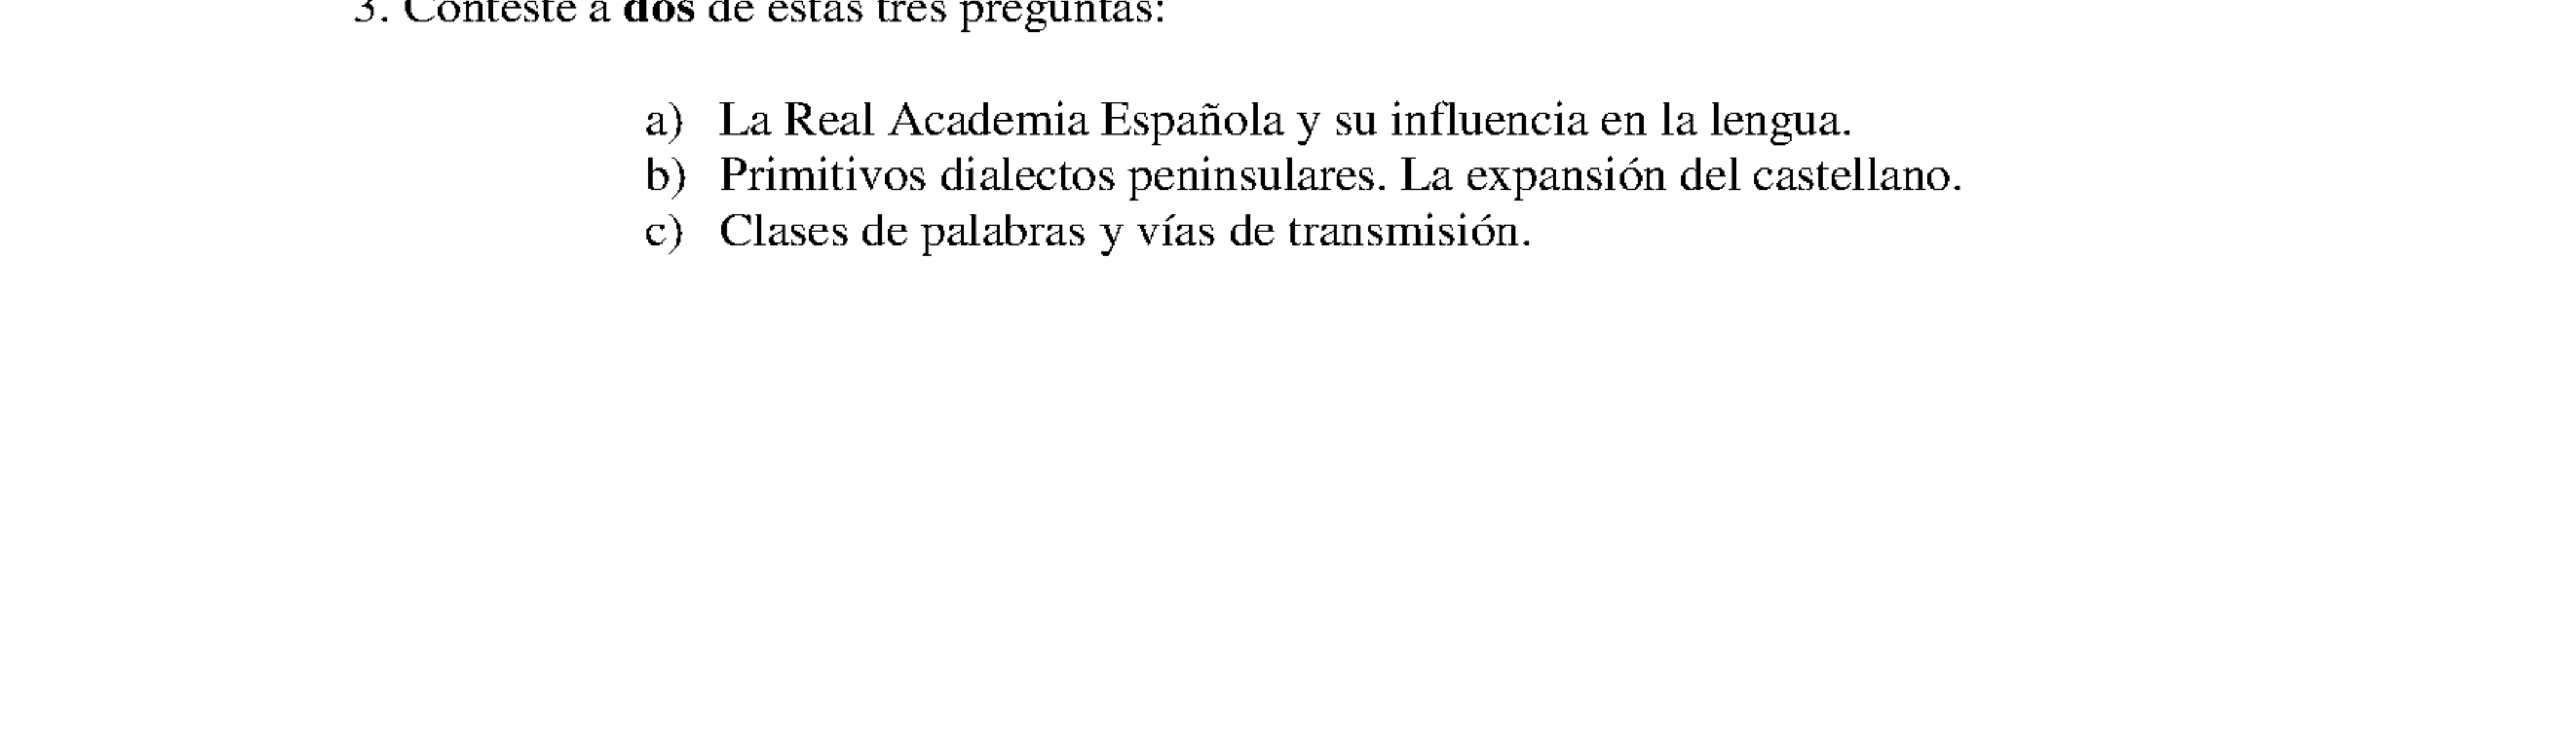 3. Conteste a dos de estas tres preguntas:
a) La Real Academia Española y su influencia en la lengua.
b) Primitivos dialectos peninsulares. La expansión del castellano.
c) Clases de palabras y vías de transmisión.